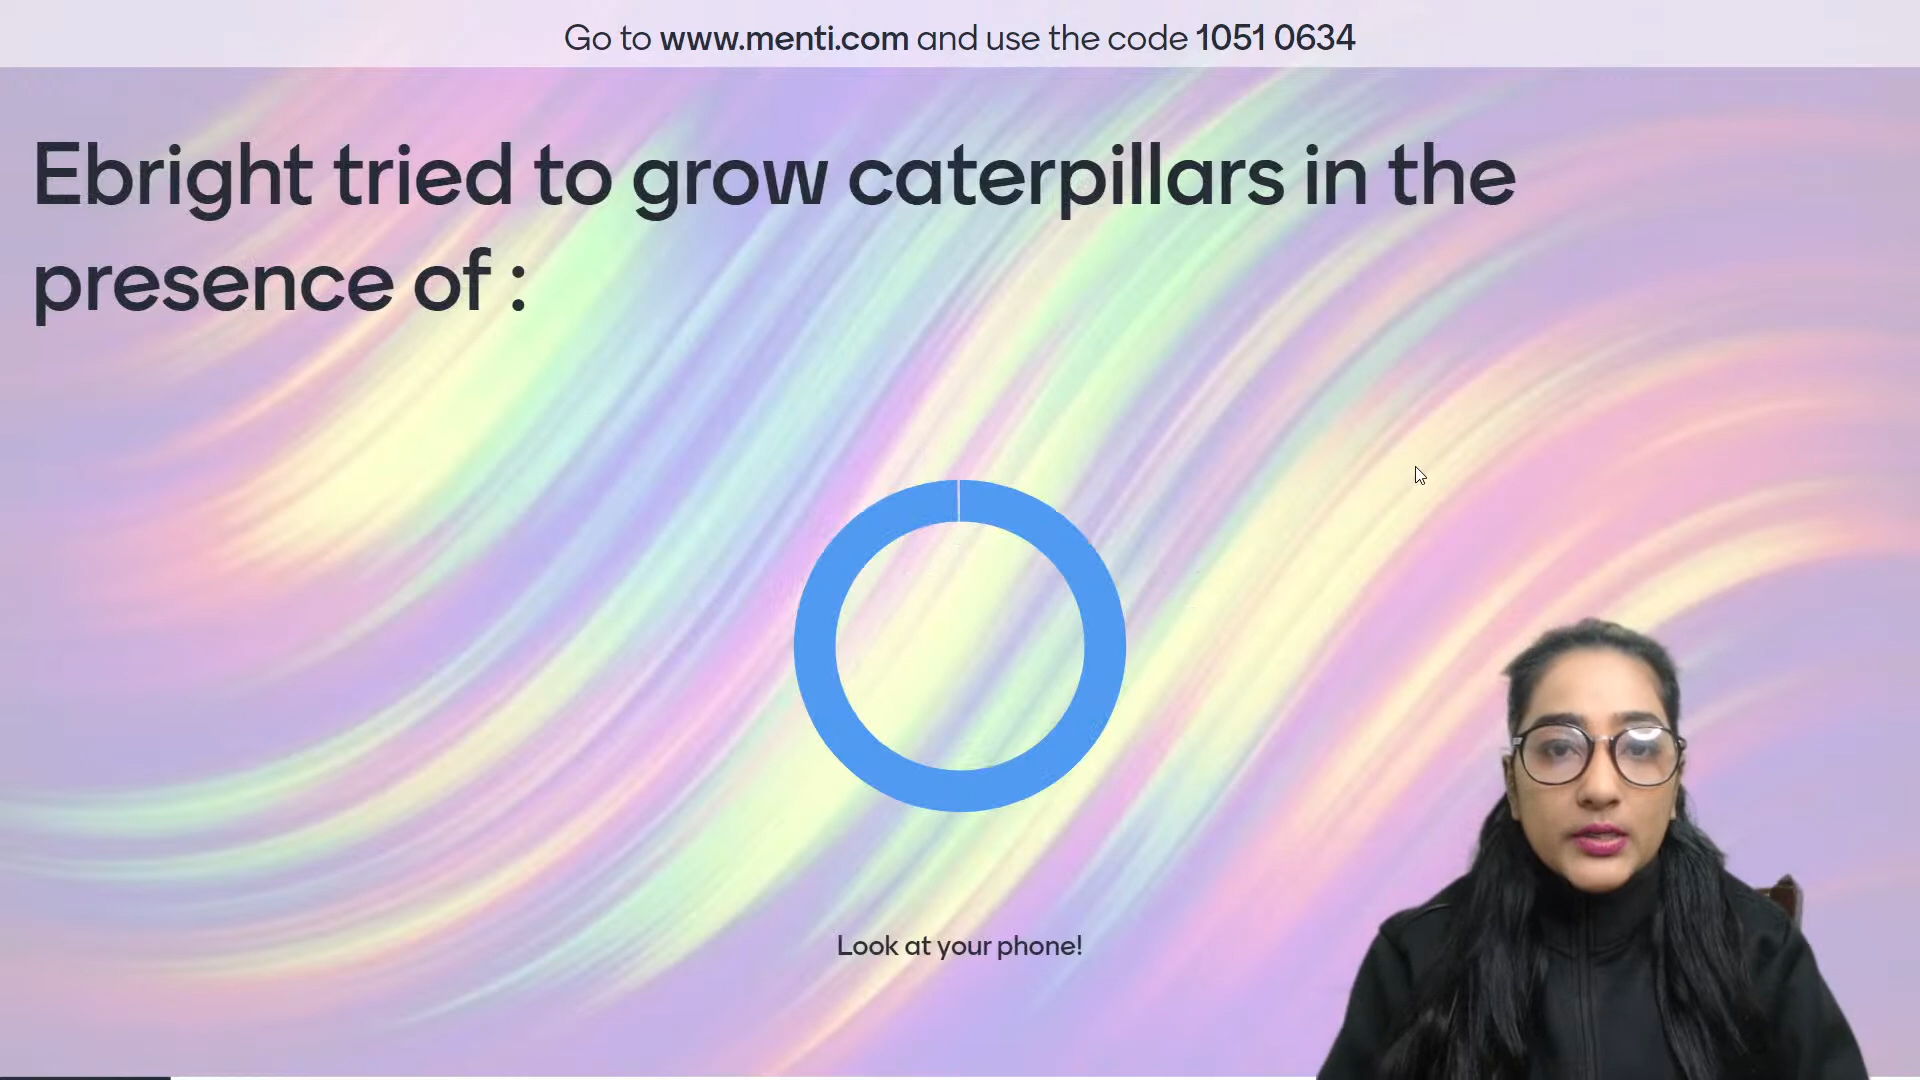 Go to www.menti.com and use the code 1051 0634
Ebright tried to grow caterpillars in the
presence of :
Look at your phone!